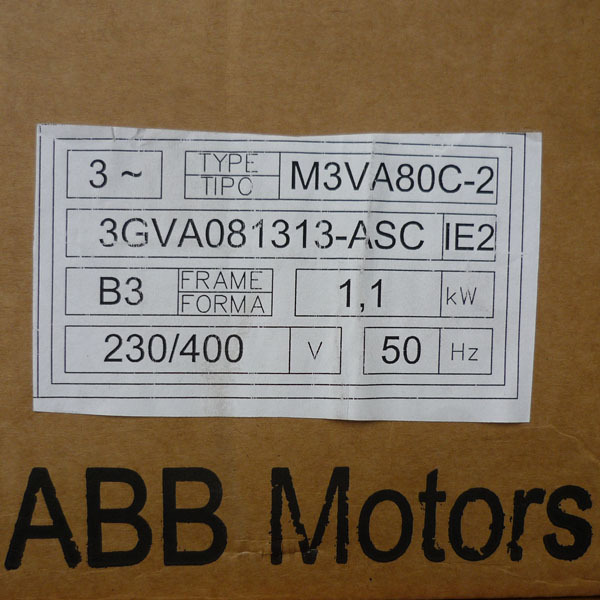 3 ~ TYPE TIPO M3VA80C-2
3GVA081313-ASC IE2
B3 FRAME FORMA 1,1 kW
230/400 V 50 Hz
ABB Motors